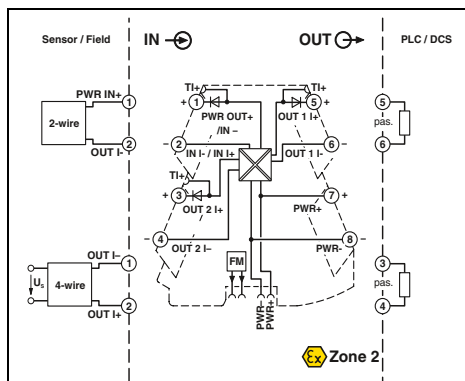 Sensor / Field
IN
OUT
PLC / DCS
PWR IN+
1
2-wire
2
OUT I-
TI+
1
+
PWR OUT+
/IN −
2
−
IN I- / IN I+
TI+
3
+
OUT 2 I+
4
−
OUT 2 I−
TI+
5
+
OUT 1 I+
6
−
OUT 1 I-
7
+
PWR+
8
−
PWR-
5
pas.
6
OUT I−
1
Us
4-wire
OUT I+
2
FM
PWR-
PWR+
3
pas.
4
Ex Zone 2